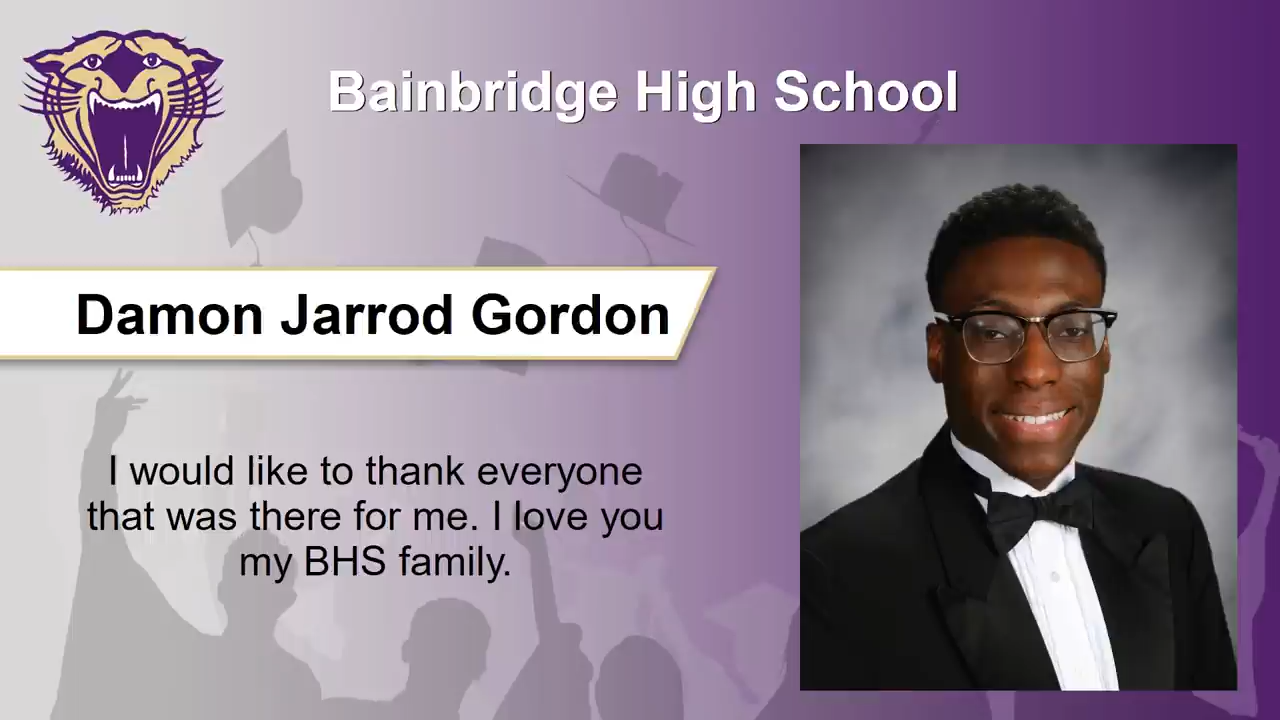 Bainbridge High School
Damon Jarrod Gordon
I would like to thank everyone
that was there for me. I love you
my BHS family.